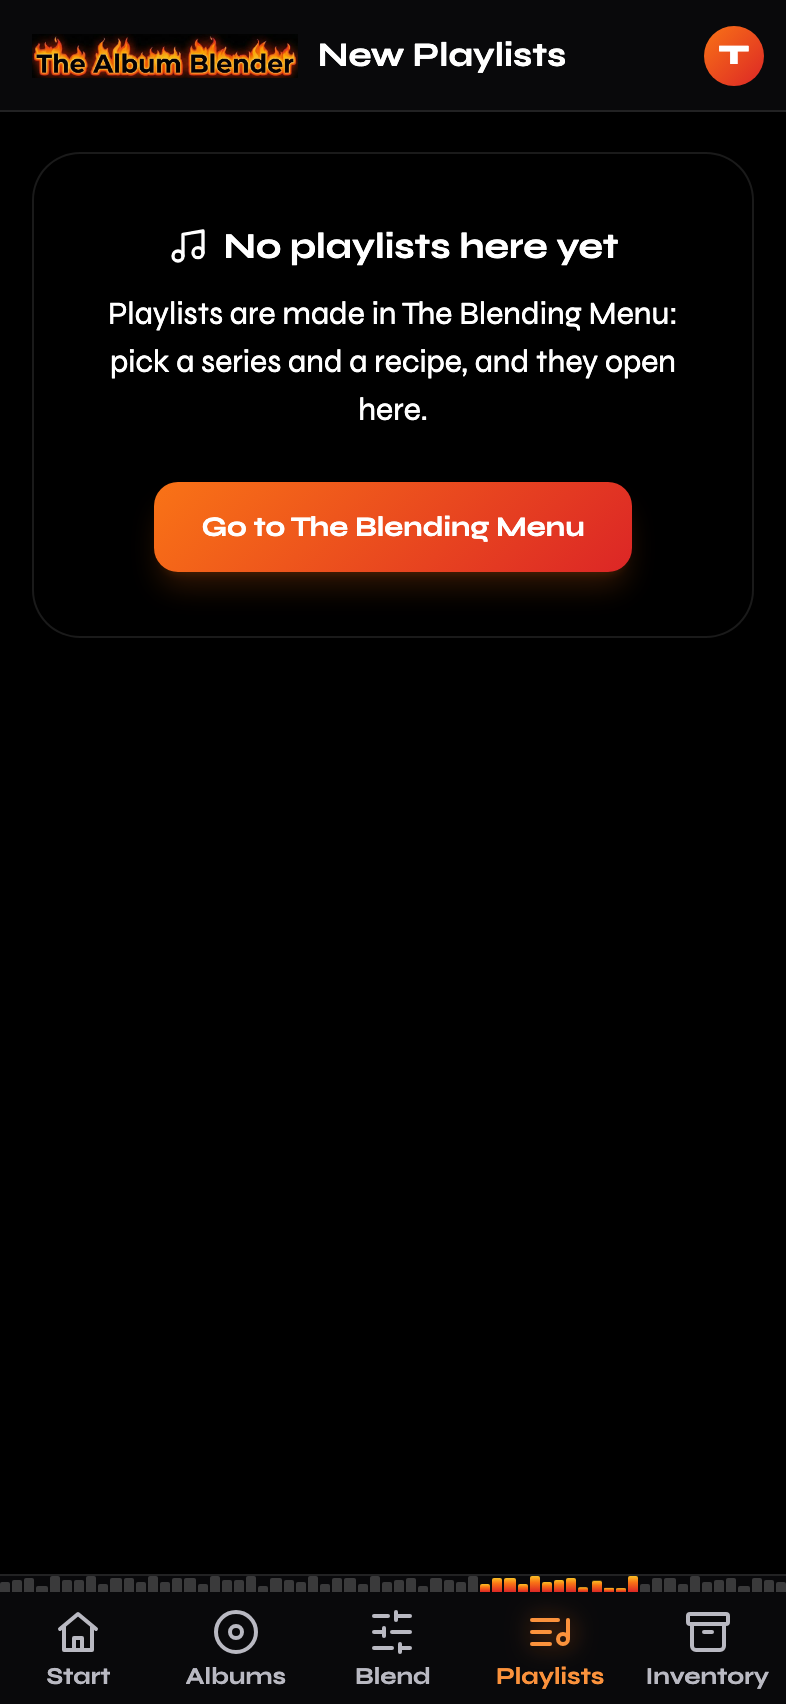 The Album Blender
New Playlists
T
No playlists here yet
Playlists are made in The Blending Menu:
pick a series and a recipe, and they open
here.
Go to The Blending Menu
Start
Albums
Blend
Playlists
Inventory